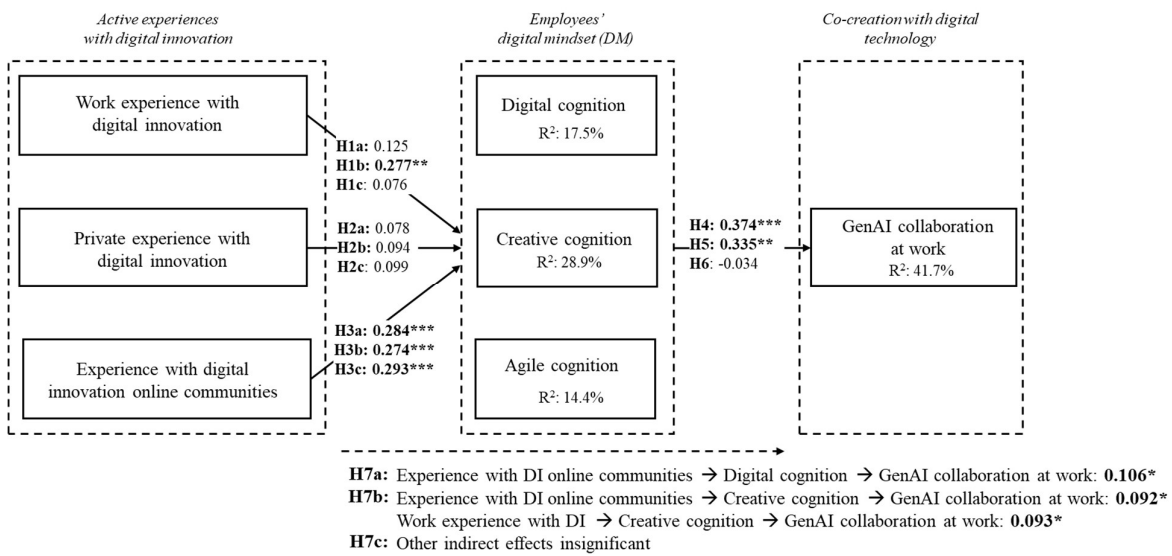 Active experiences
with digital innovation
Employees'
digital mindset (DM)
Co-creation with digital
technology
Work experience with
digital innovation
Private experience with
digital innovation
Experience with digital
innovation online communities
H1a: 0.125
H1b: 0.277**
H1c: 0.076
H2a: 0.078
H2b: 0.094
H2c: 0.099
H3a: 0.284***
H3b: 0.274***
H3c: 0.293***
Digital cognition
R²: 17.5%
Creative cognition
R²: 28.9%
Agile cognition
R²: 14.4%
H4: 0.374***
H5: 0.335**
H6: -0.034
GenAI collaboration
at work
R²: 41.7%
H7a: Experience with DI online communities → Digital cognition → GenAI collaboration at work: 0.106*
H7b: Experience with DI online communities → Creative cognition → GenAI collaboration at work: 0.092*
Work experience with DI → Creative cognition → GenAI collaboration at work: 0.093*
H7c: Other indirect effects insignificant